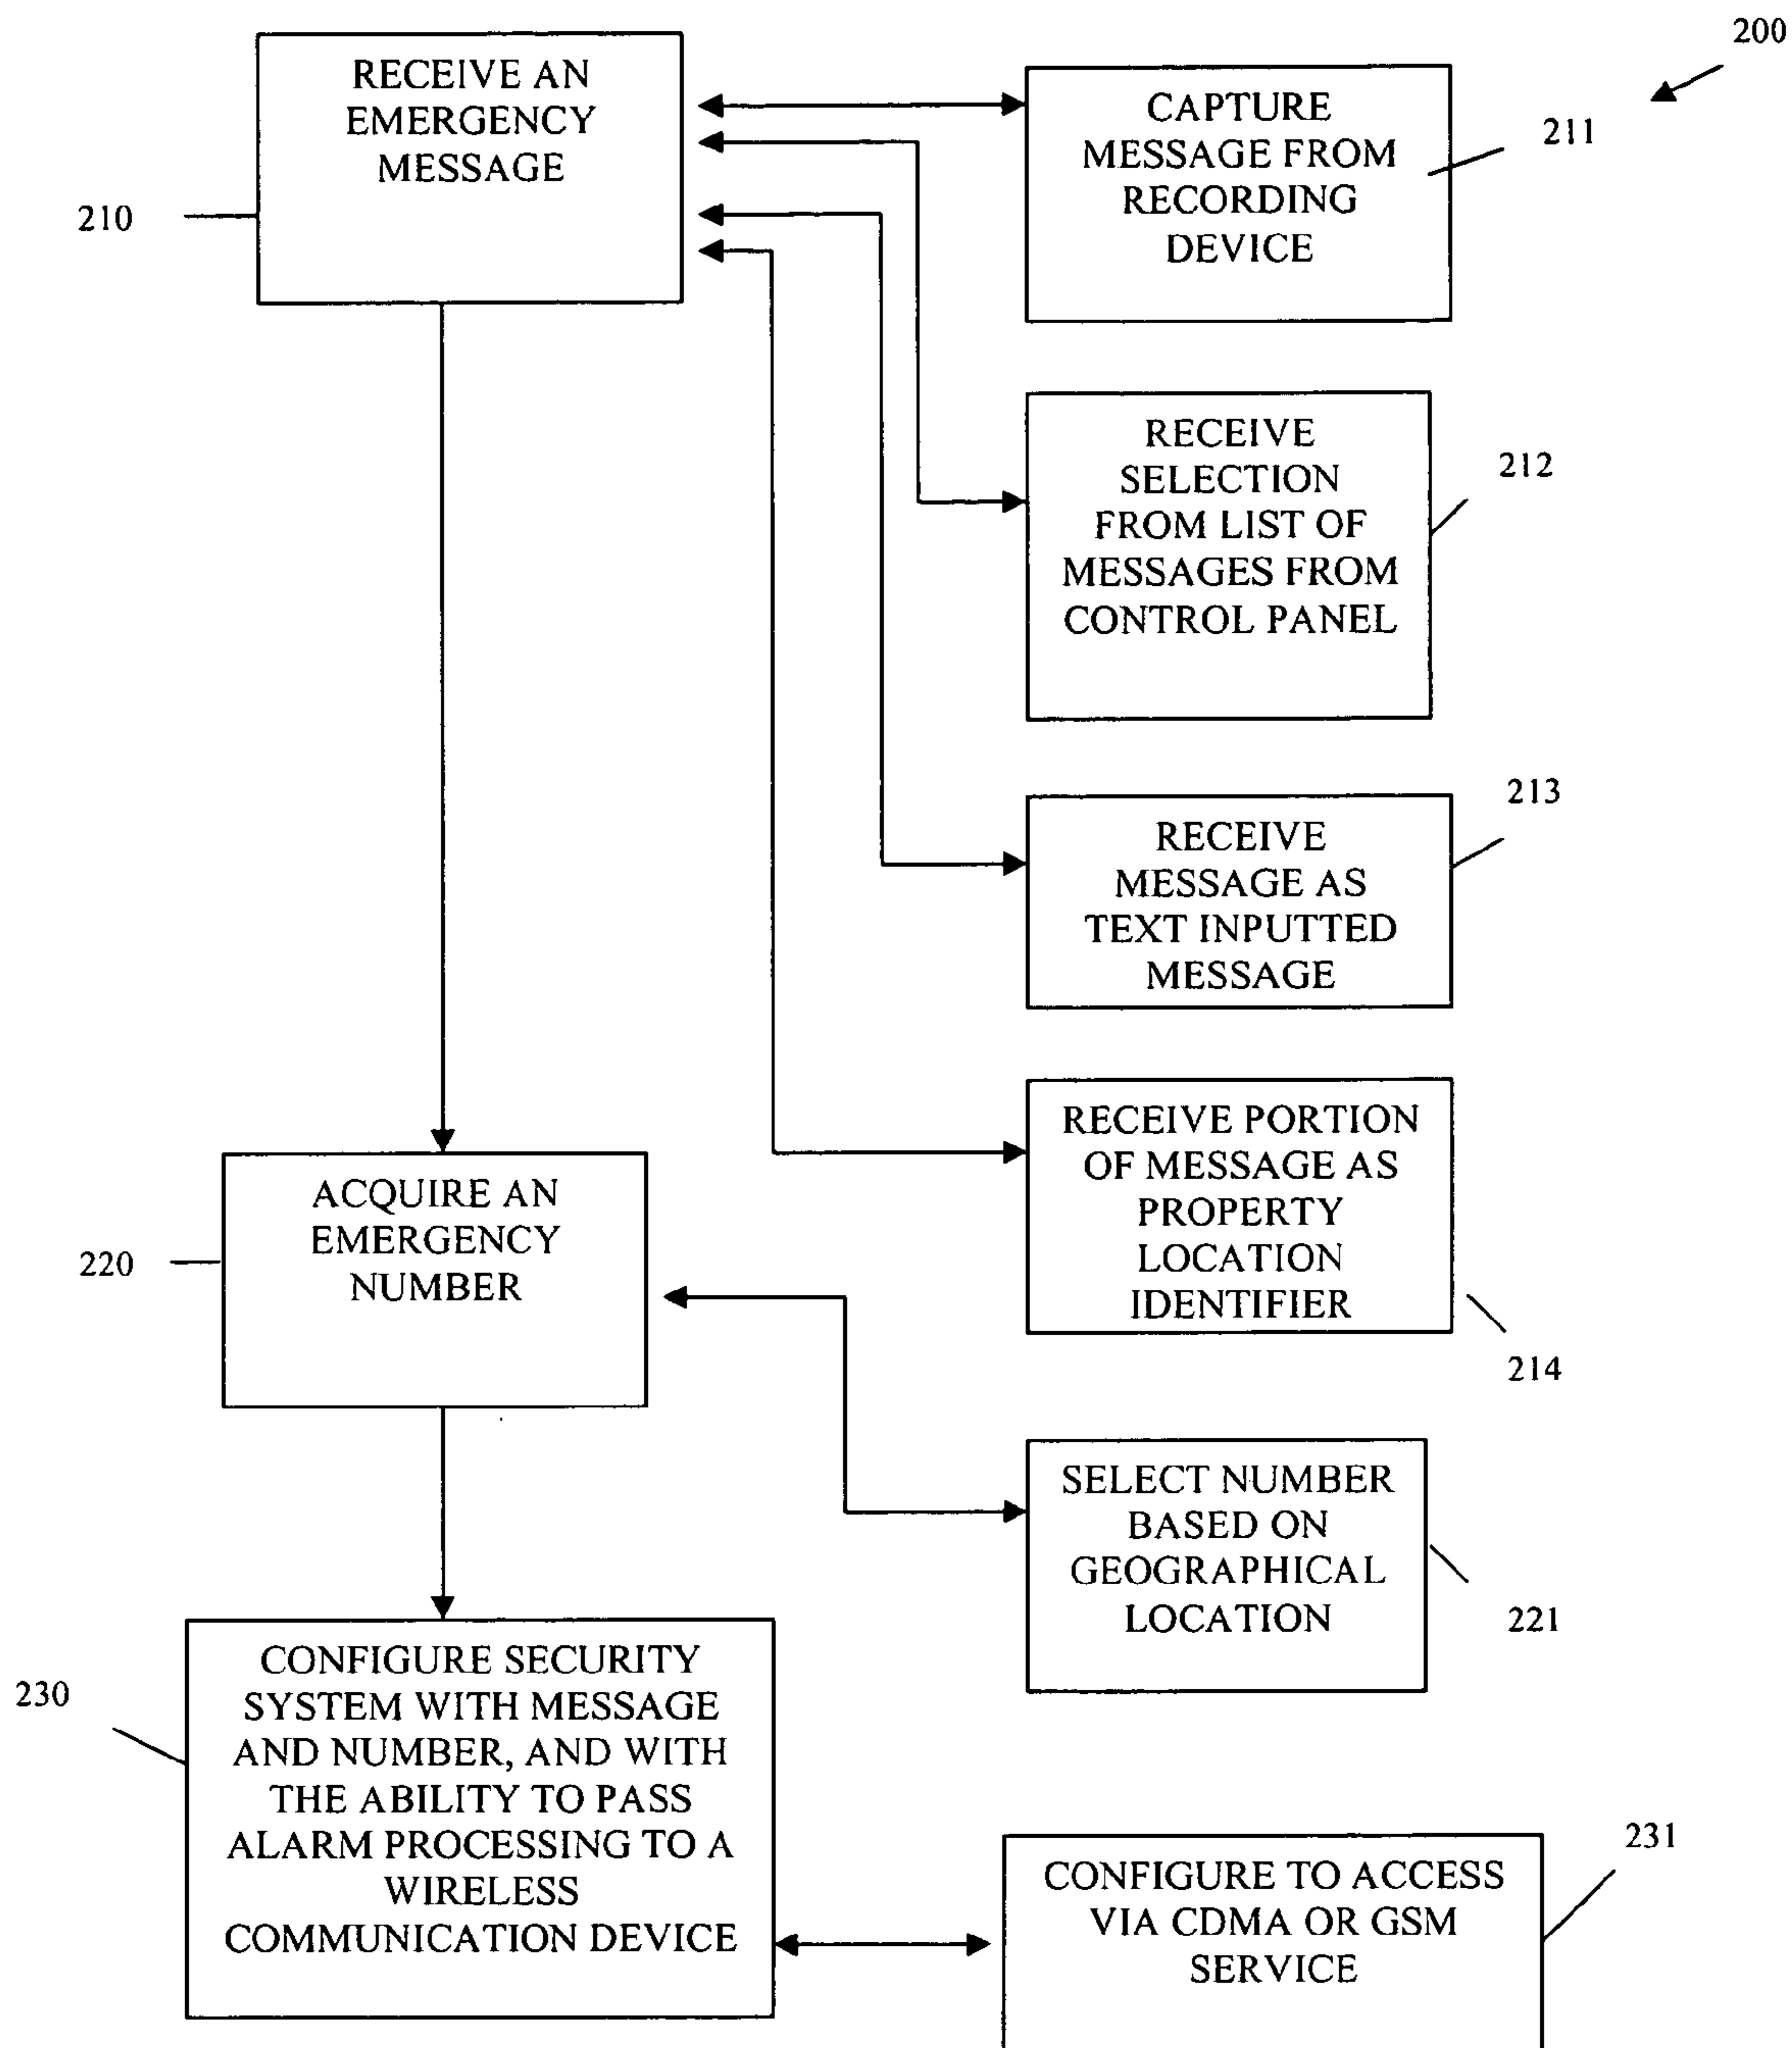 200
RECEIVE AN
EMERGENCY
MESSAGE
210
CAPTURE
MESSAGE FROM
RECORDING
DEVICE
211
RECEIVE
SELECTION
FROM LIST OF
MESSAGES FROM
CONTROL PANEL
212
RECEIVE
MESSAGE AS
TEXT INPUTTED
MESSAGE
213
RECEIVE PORTION
OF MESSAGE AS
PROPERTY
LOCATION
IDENTIFIER
214
ACQUIRE AN
EMERGENCY
NUMBER
220
SELECT NUMBER
BASED ON
GEOGRAPHICAL
LOCATION
221
CONFIGURE SECURITY
SYSTEM WITH MESSAGE
AND NUMBER, AND WITH
THE ABILITY TO PASS
ALARM PROCESSING TO A
WIRELESS
COMMUNICATION DEVICE
230
CONFIGURE TO ACCESS
VIA CDMA OR GSM
SERVICE
231